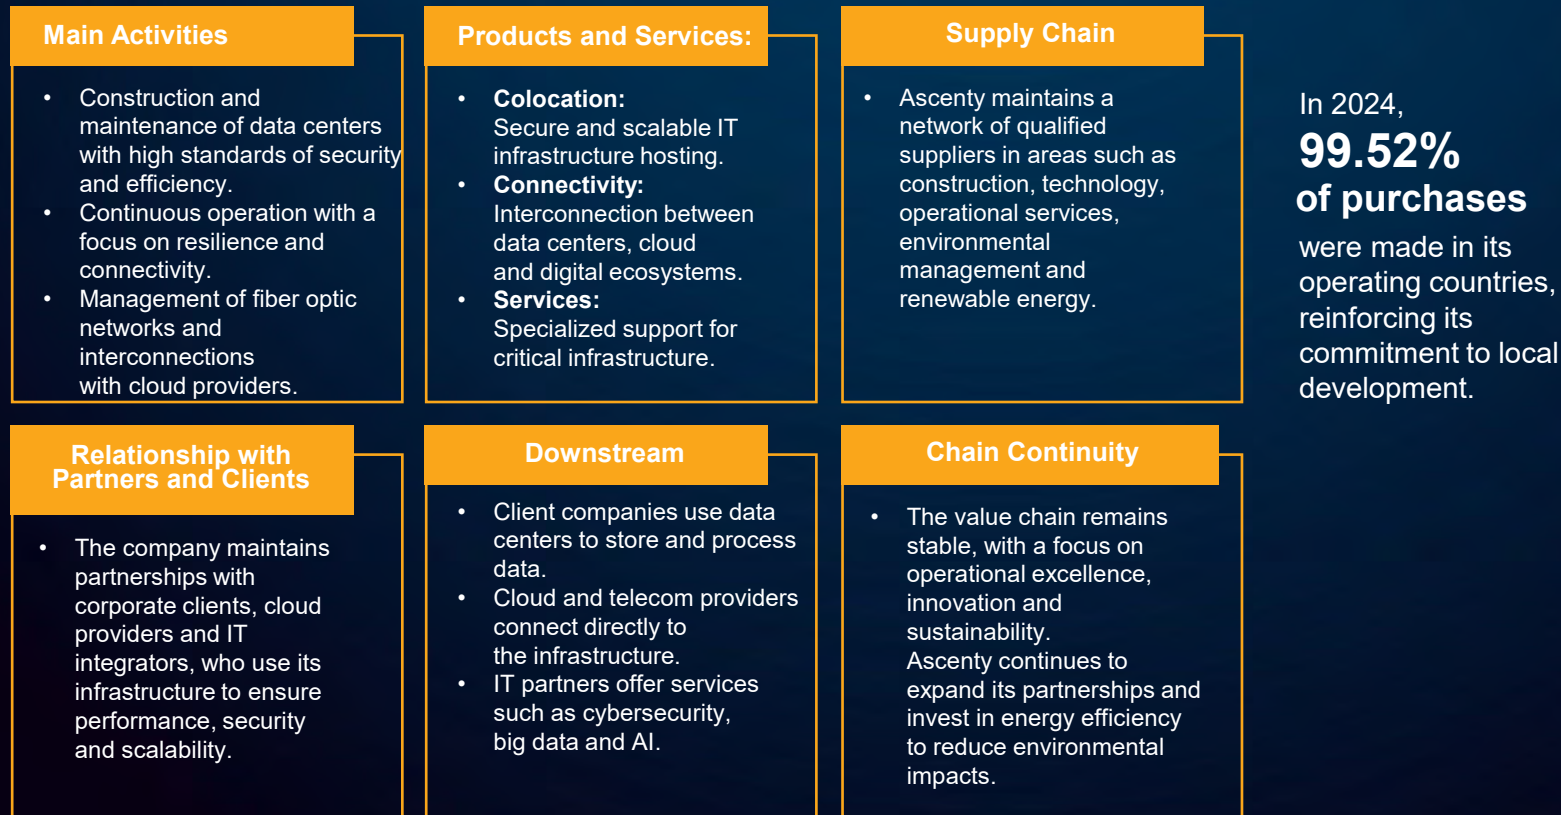 Main Activities
• Construction and
maintenance of data centers
with high standards of security
and efficiency.
• Continuous operation with a
focus on resilience and
connectivity.
• Management of fiber optic
networks and
interconnections
with cloud providers.
Products and Services:
• Colocation:
Secure and scalable IT
infrastructure hosting.
• Connectivity:
Interconnection between
data centers, cloud
and digital ecosystems.
• Services:
Specialized support for
critical infrastructure.
Supply Chain
• Ascenty maintains a
network of qualified
suppliers in areas such as
construction, technology,
operational services,
environmental
management and
renewable energy.
In 2024,
99.52%
of purchases
were made in its
operating countries,
reinforcing its
commitment to local
development.
Relationship with
Partners and Clients
• The company maintains
partnerships with
corporate clients, cloud
providers and IT
integrators, who use its
infrastructure to ensure
performance, security
and scalability.
Downstream
• Client companies use data
centers to store and process
data.
• Cloud and telecom providers
connect directly to
the infrastructure.
• IT partners offer services
such as cybersecurity,
big data and AI.
Chain Continuity
• The value chain remains
stable, with a focus on
operational excellence,
innovation and
sustainability.
Ascenty continues to
expand its partnerships and
invest in energy efficiency
to reduce environmental
impacts.